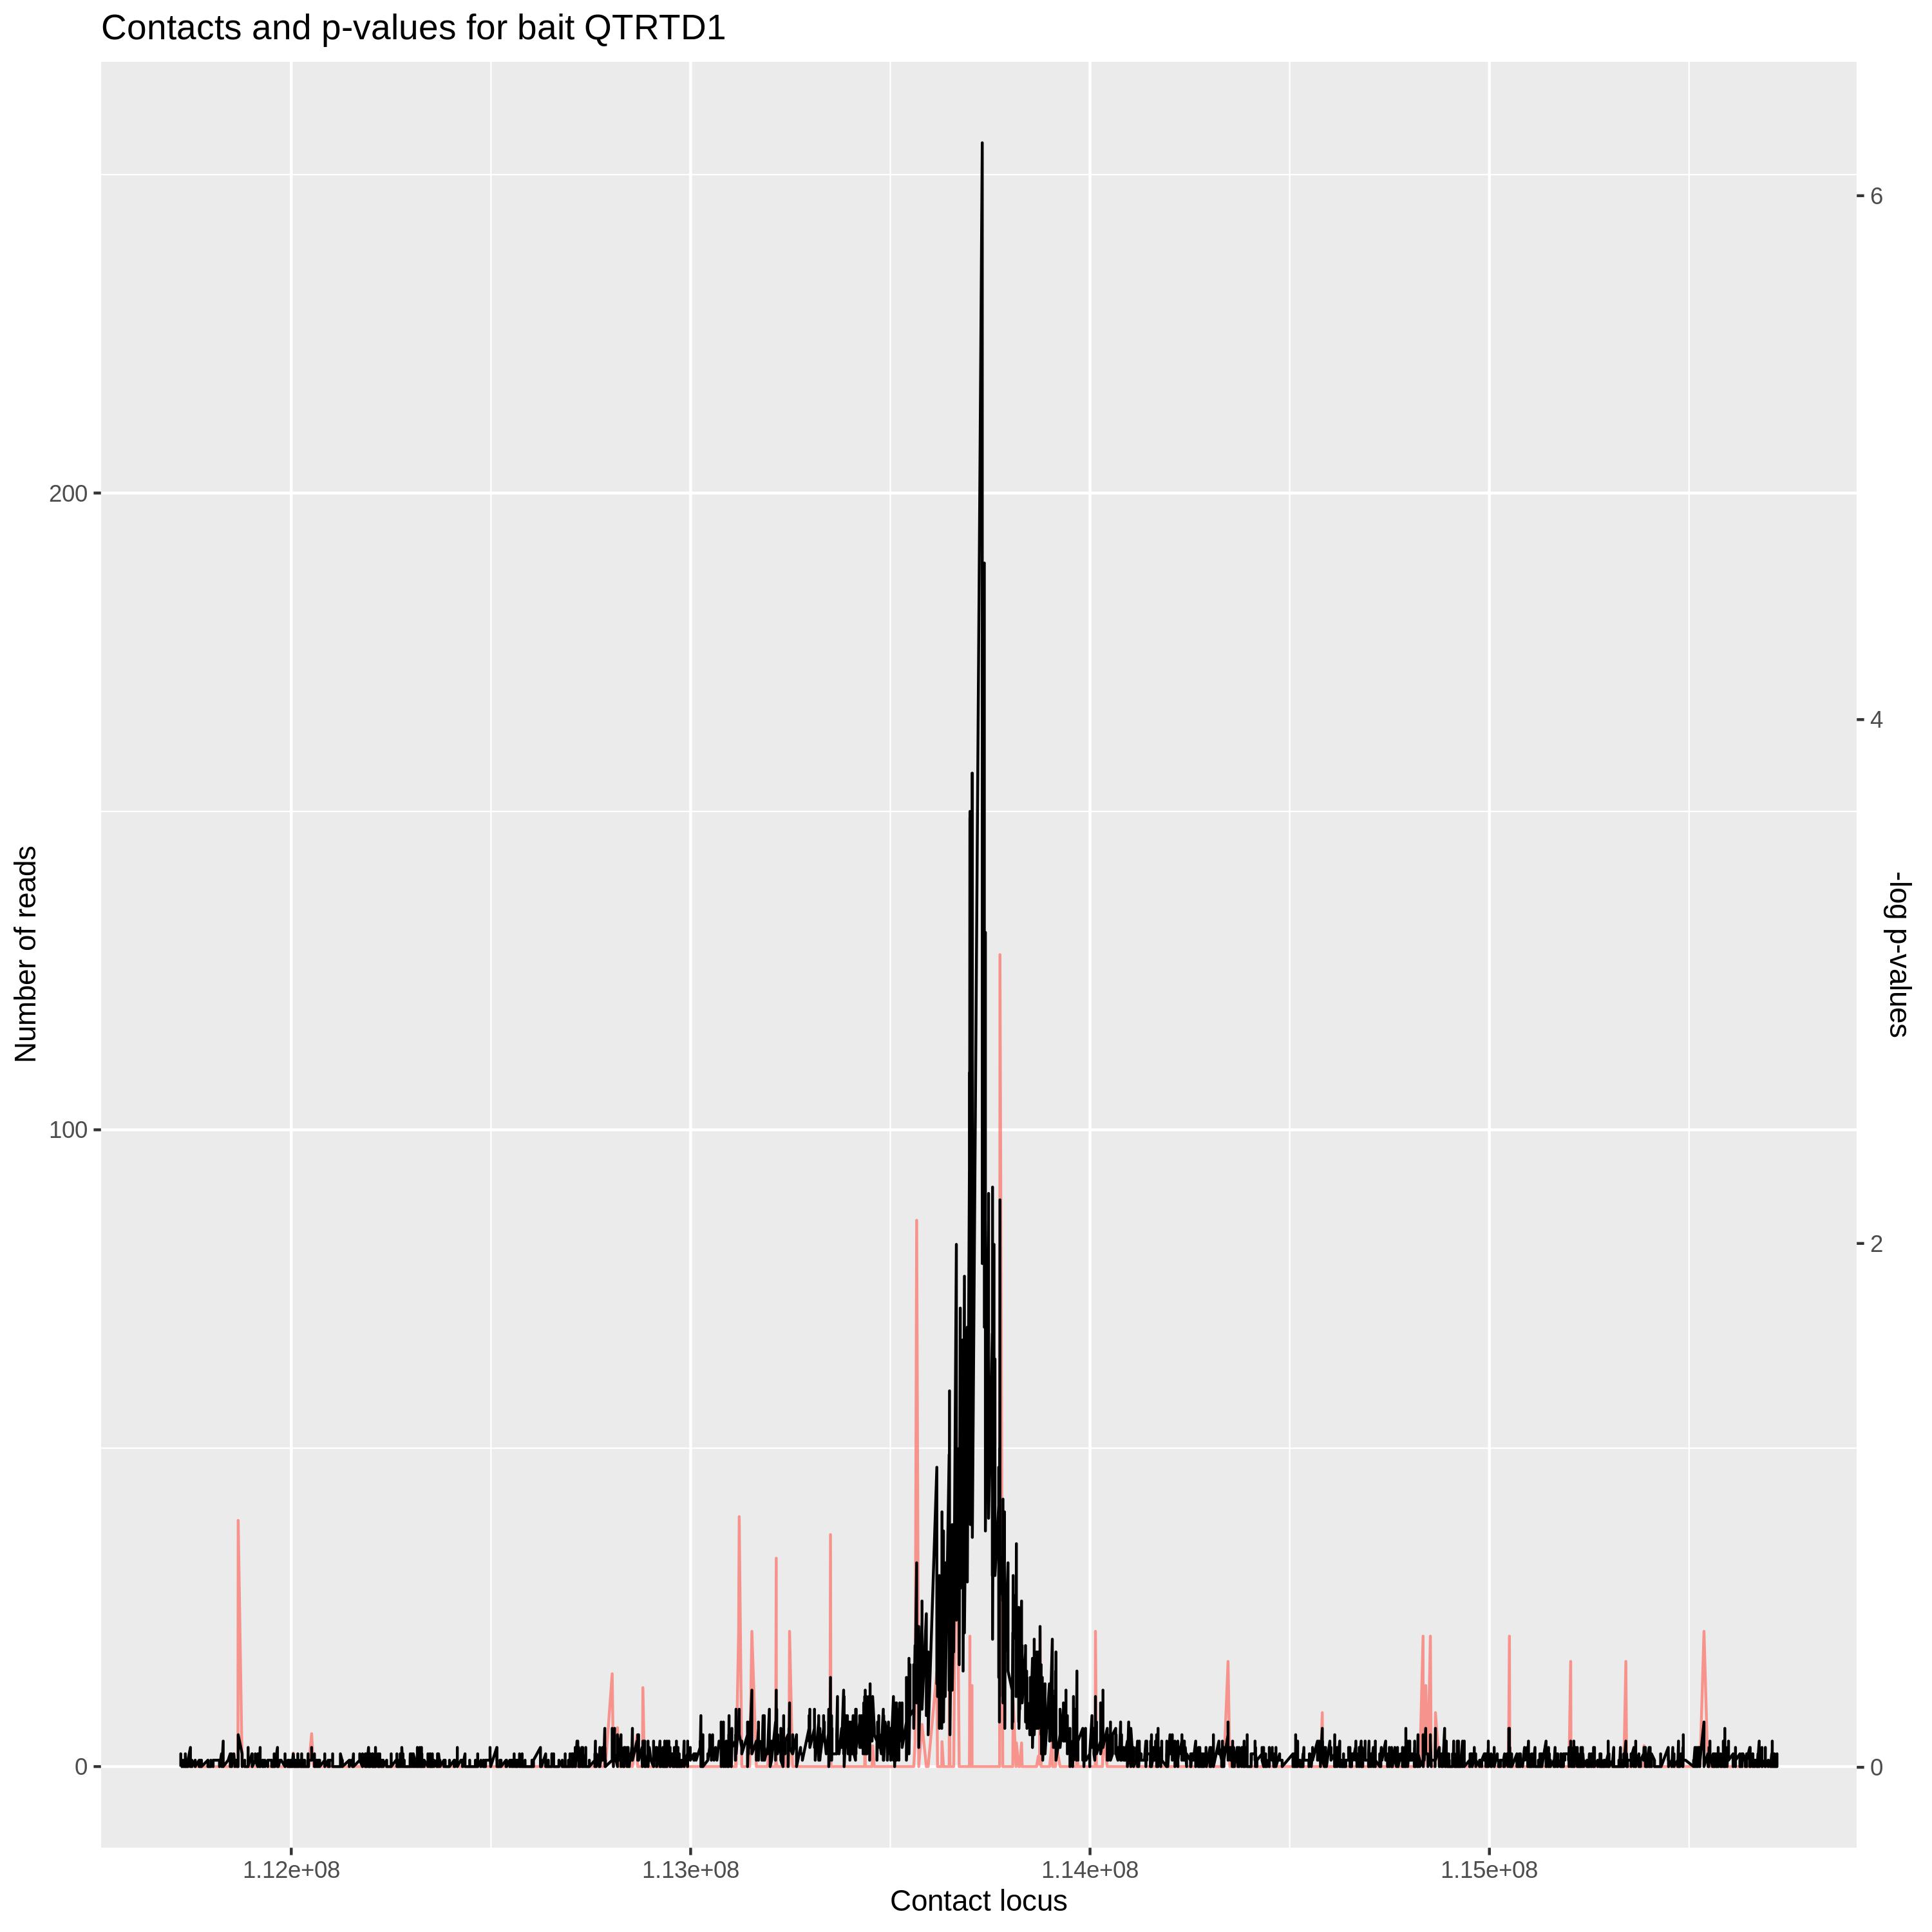 Contacts and p-values for bait QTRTD1
200
100
0
Number of reads
6
4
2
0
-log p-values
1.12e+08
1.13e+08
1.14e+08
1.15e+08
Contact locus